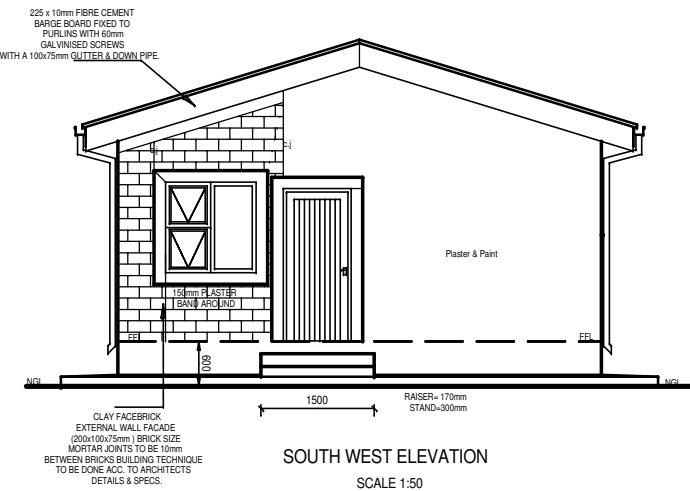 225 x 10mm FIBRE CEMENT
BARGE BOARD FIXED TO
PURLINS WITH 60mm
GALVINISED SCREWS
WITH A 100x75mm GUTTER & DOWN PIPE.
c.j
c.j
Plaster & Paint
150mm PLASTER
BAND AROUND
FFL
FFL
600
NGL
NGL
1500
RAISER= 170mm
STAND=300mm
CLAY FACEBRICK
EXTERNAL WALL FACADE
(200x100x75mm ) BRICK SIZE
MORTAR JOINTS TO BE 10mm
BETWEEN BRICKS BUILDING TECHNIQUE
TO BE DONE ACC. TO ARCHITECTS
DETAILS & SPECS.
SOUTH WEST ELEVATION
SCALE 1:50